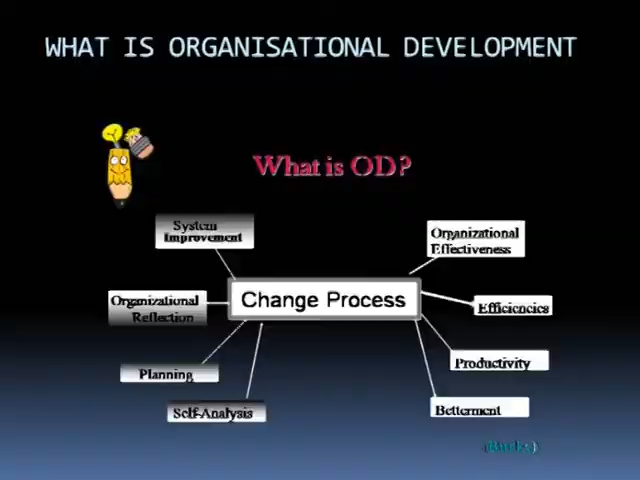 WHAT IS ORGANISATIONAL DEVELOPMENT
What is OD?
System
Improvement
Organizational
Reflection
Planning
Self-Analysis
Change Process
Organizational
Effectiveness
Efficiencies
Productivity
Betterment